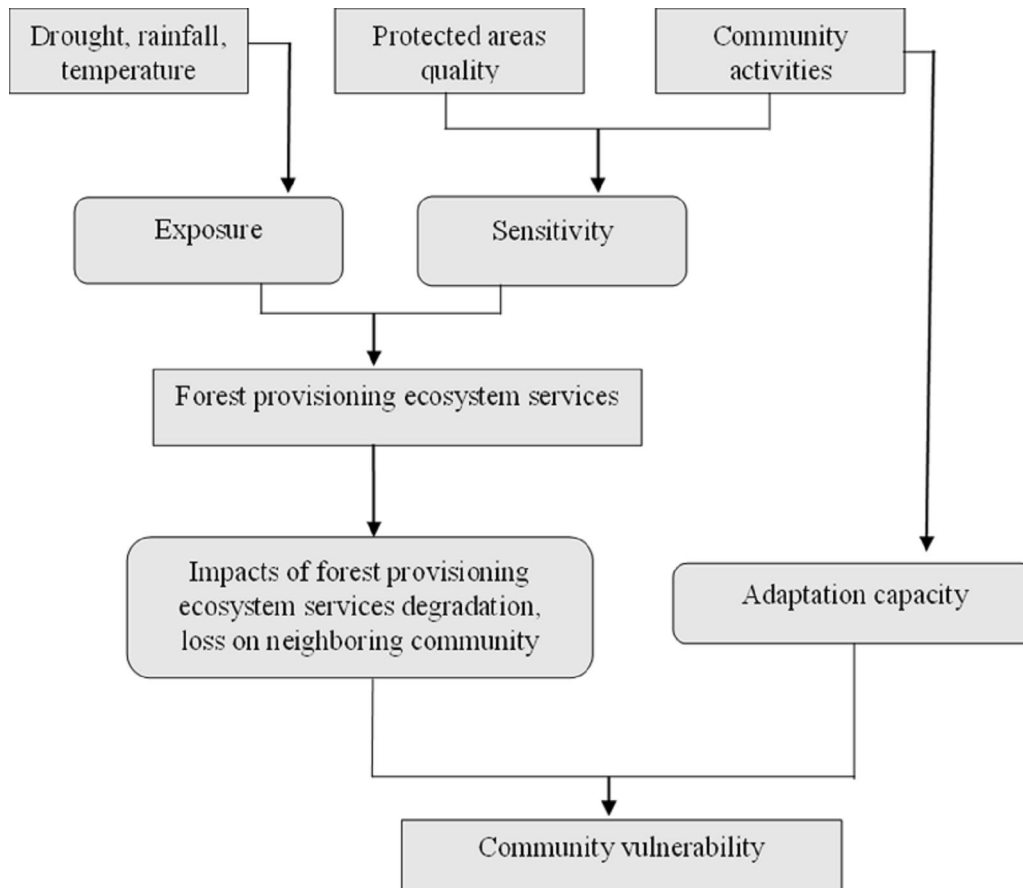 Drought, rainfall,
temperature
Protected areas
quality
Community
activities
Exposure
Sensitivity
Forest provisioning ecosystem services
Impacts of forest provisioning
ecosystem services degradation,
loss on neighboring community
Adaptation capacity
Community vulnerability